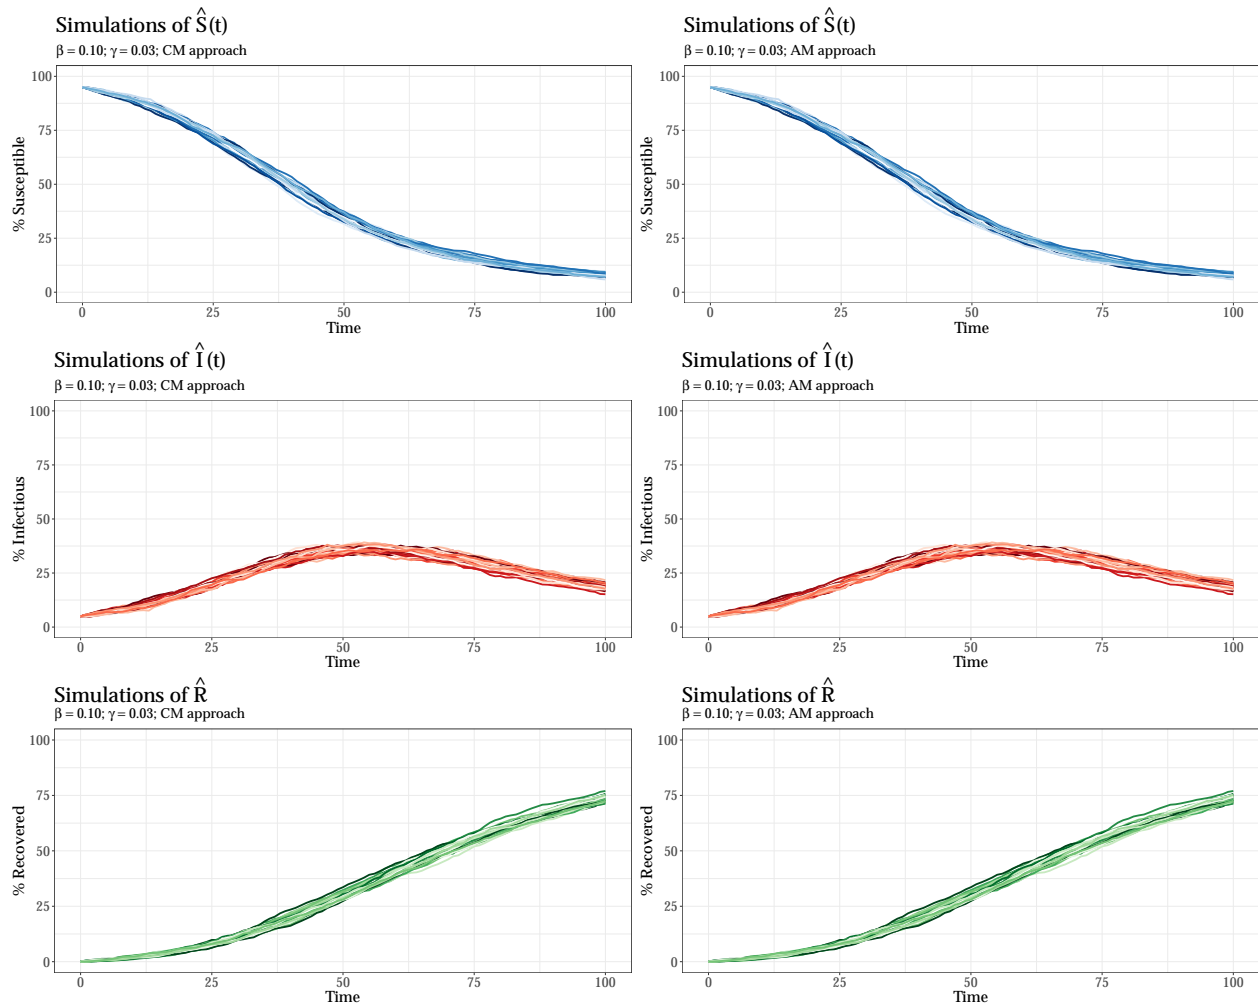 Simulations of Ŝ(t)
β = 0.10; γ = 0.03; CM approach
100
75
50
25
0
% Susceptible
0 25 50 75 100
Time
Simulations of Ŝ(t)
β = 0.10; γ = 0.03; AM approach
100
75
50
25
0
% Susceptible
0 25 50 75 100
Time
Simulations of Î(t)
β = 0.10; γ = 0.03; CM approach
100
75
50
25
0
% Infectious
0 25 50 75 100
Time
Simulations of Î(t)
β = 0.10; γ = 0.03; AM approach
100
75
50
25
0
% Infectious
0 25 50 75 100
Time
Simulations of R̂
β = 0.10; γ = 0.03; CM approach
100
75
50
25
0
% Recovered
0 25 50 75 100
Time
Simulations of R̂
β = 0.10; γ = 0.03; AM approach
100
75
50
25
0
% Recovered
0 25 50 75 100
Time